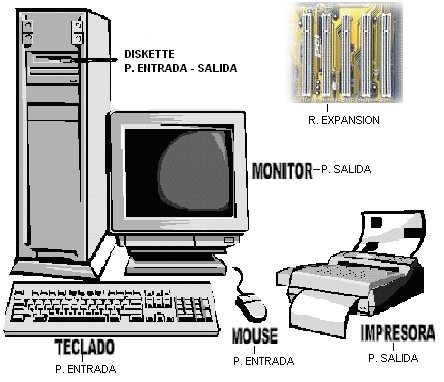 DISKETTE
P. ENTRADA - SALIDA
R. EXPANSION
MONITOR P. SALIDA
TECLADO
P. ENTRADA
MOUSE
P. ENTRADA
IMPRESORA
P. SALIDA